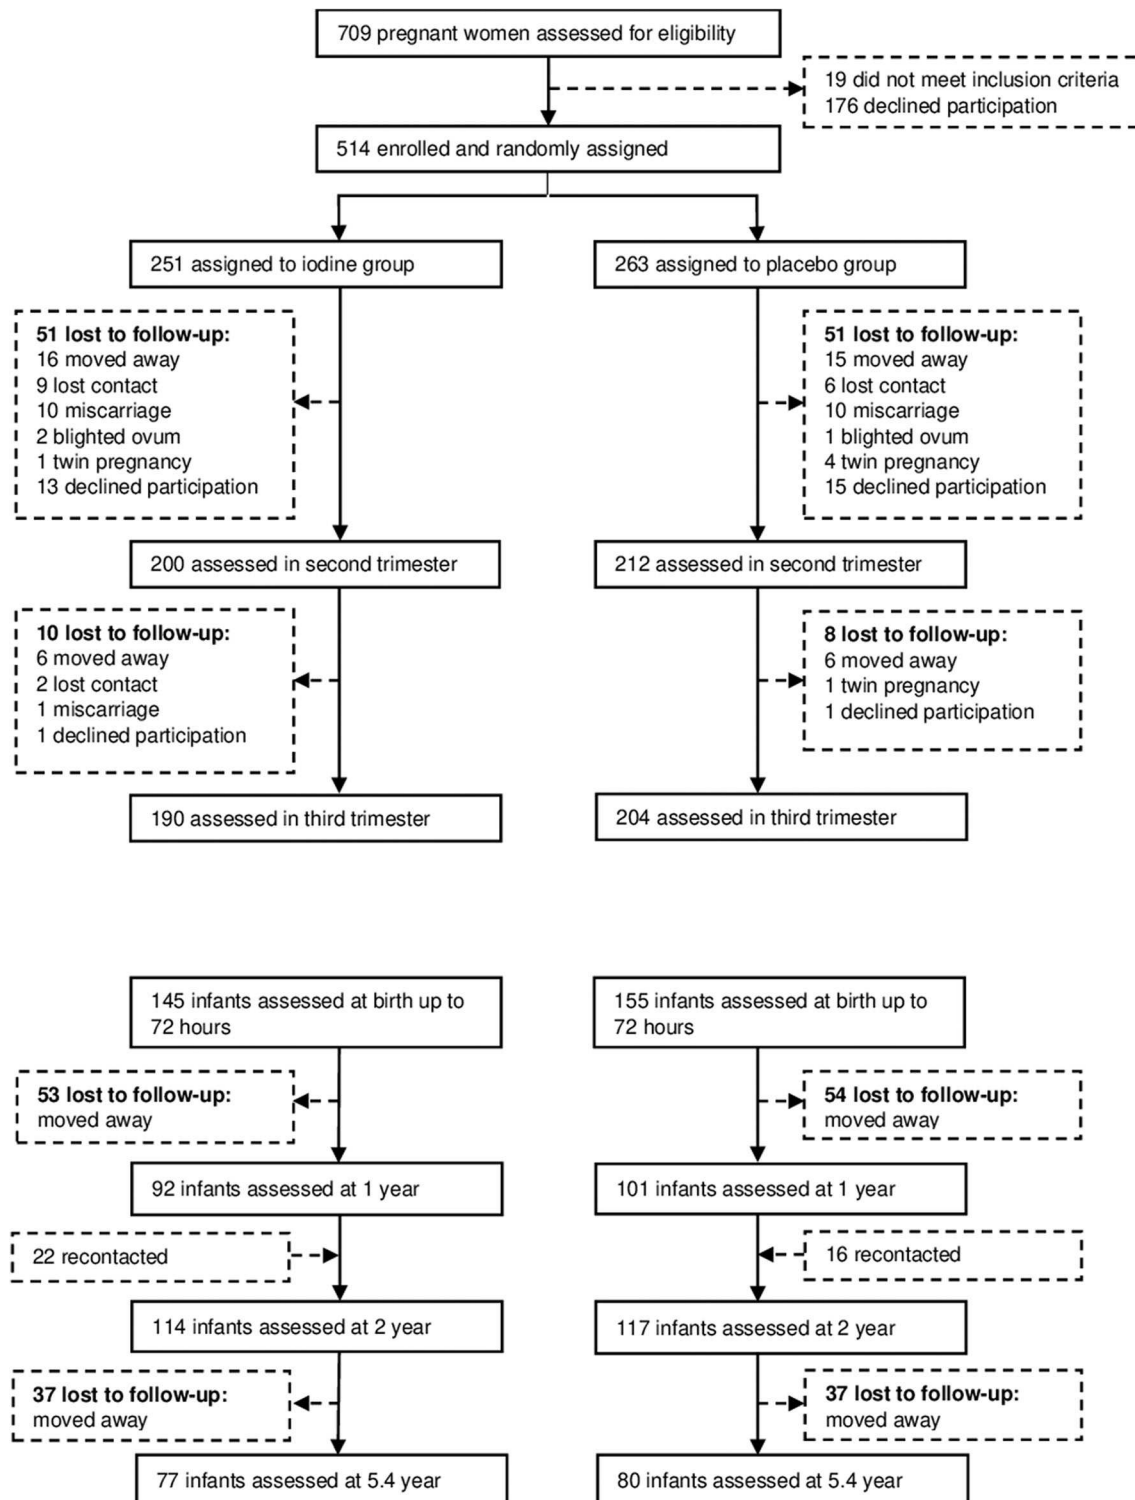 709 pregnant women assessed for eligibility
19 did not meet inclusion criteria
176 declined participation
514 enrolled and randomly assigned
251 assigned to iodine group
263 assigned to placebo group
51 lost to follow-up:
16 moved away
9 lost contact
10 miscarriage
2 blighted ovum
1 twin pregnancy
13 declined participation
51 lost to follow-up:
15 moved away
6 lost contact
10 miscarriage
1 blighted ovum
4 twin pregnancy
15 declined participation
200 assessed in second trimester
212 assessed in second trimester
10 lost to follow-up:
6 moved away
2 lost contact
1 miscarriage
1 declined participation
8 lost to follow-up:
6 moved away
1 twin pregnancy
1 declined participation
190 assessed in third trimester
204 assessed in third trimester
145 infants assessed at birth up to
72 hours
155 infants assessed at birth up to
72 hours
53 lost to follow-up:
moved away
54 lost to follow-up:
moved away
92 infants assessed at 1 year
101 infants assessed at 1 year
22 recontacted
16 recontacted
114 infants assessed at 2 year
117 infants assessed at 2 year
37 lost to follow-up:
moved away
37 lost to follow-up:
moved away
77 infants assessed at 5.4 year
80 infants assessed at 5.4 year